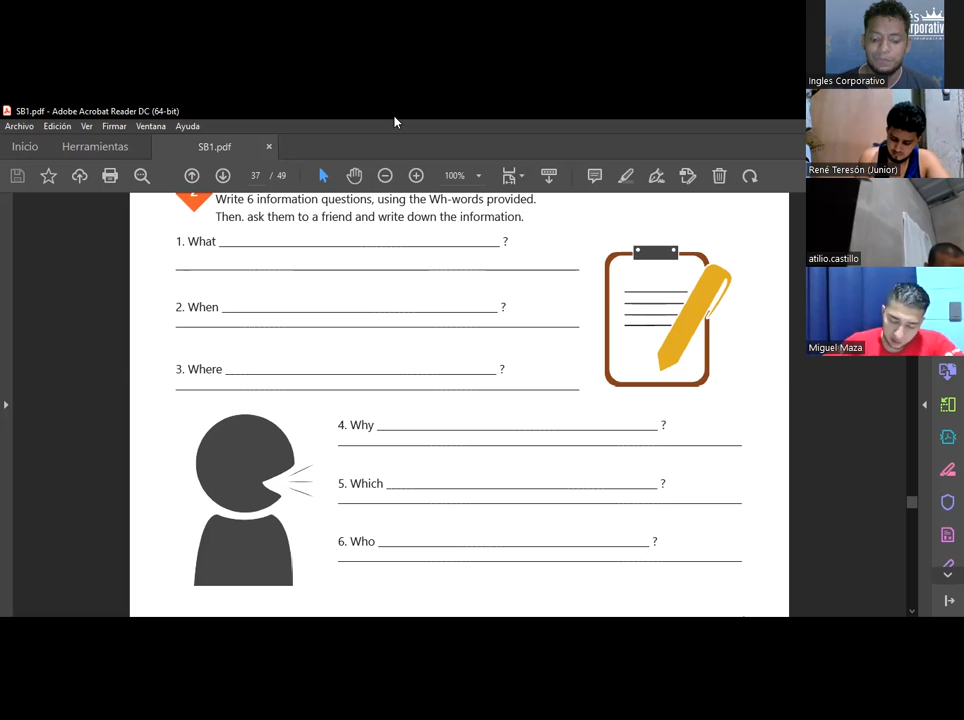 SB1.pdf - Adobe Acrobat Reader DC (64-bit)
Archivo Edición Ver Firmar Ventana Ayuda
Inicio Herramientas SB1.pdf ×
37 / 49 100%
Write 6 information questions, using the Wh-words provided.
Then. ask them to a friend and write down the information.
1. What ?
2. When ?
3. Where ?
4. Why ?
5. Which ?
6. Who ?
Ingles Corporativo
René Teresón (Junior)
atilio.castillo
Miguel Maza